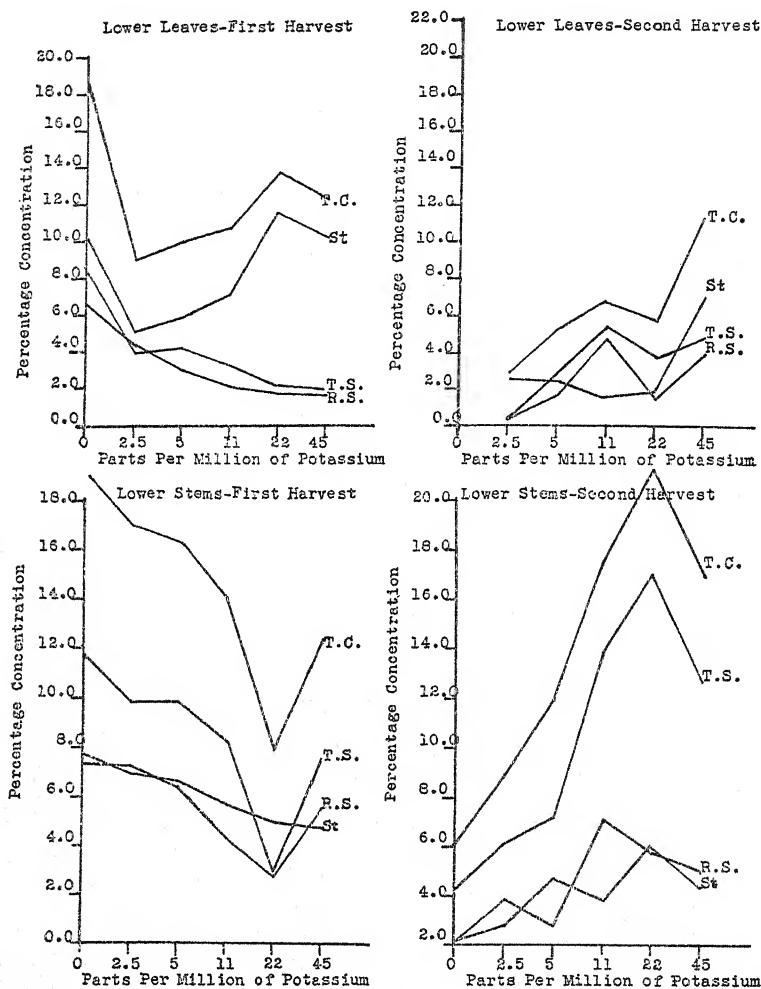 Lower Leaves-First Harvest
Percentage Concentration
20.0
18.0
16.0
14.0
12.0
10.0
8.0
6.0
4.0
2.0
0.0
T.C.
St
T.S.
R.S.
0 2.5 5 11 22 45
Parts Per Million of Potassium
Lower Leaves-Second Harvest
Percentage Concentration
22.0
20.0
18.0
16.0
14.0
12.0
10.0
8.0
6.0
4.0
2.0
0.0
T.C.
St
T.S.
R.S.
0 2.5 5 11 22 45
Parts Per Million of Potassium
Lower Stems-First Harvest
Percentage Concentration
18.0
16.0
14.0
12.0
10.0
8.0
6.0
4.0
2.0
0.0
T.C.
T.S.
R.S.
St
0 2.5 5 11 22 45
Parts Per Million of Potassium
Lower Stems-Second Harvest
Percentage Concentration
20.0
18.0
16.0
14.0
12.0
10.0
8.0
6.0
4.0
2.0
T.C.
T.S.
R.S.
St
0 2.5 5 11 22 45
Parts Per Million of Potassium